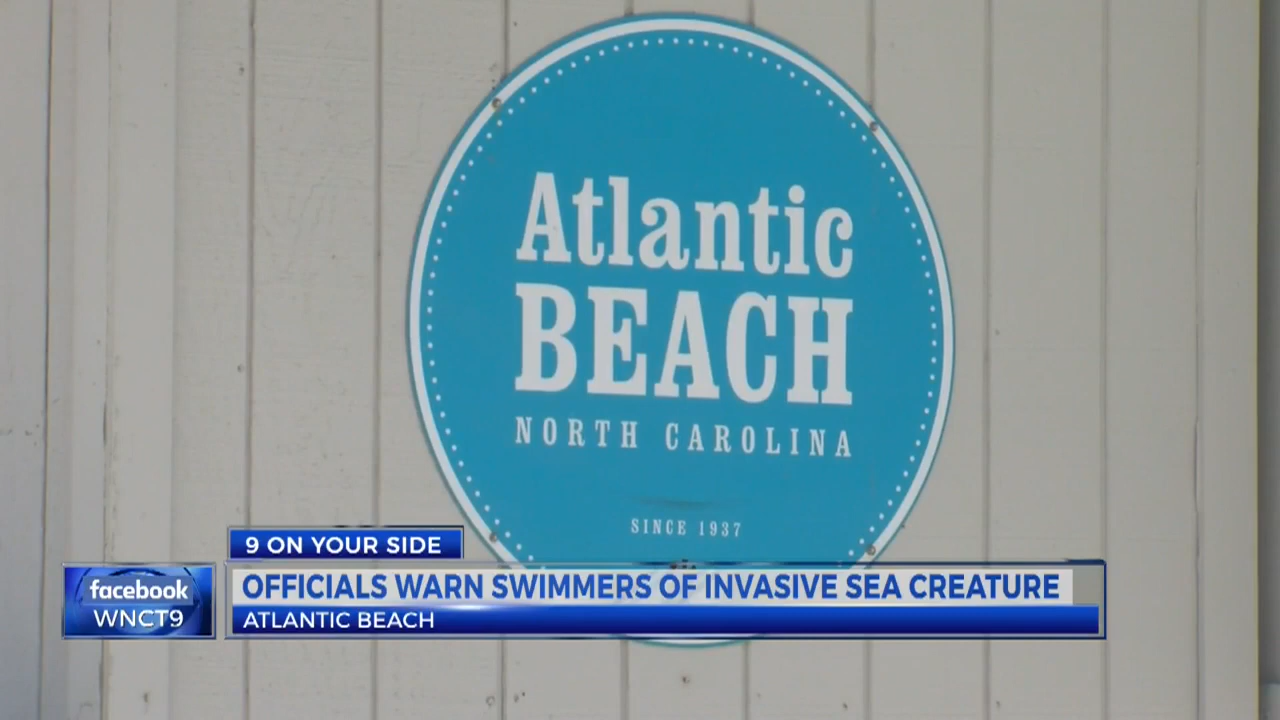 Atlantic
BEACH
NORTH CAROLINA
SINCE 1937
9 ON YOUR SIDE
facebook
WNCT9
OFFICIALS WARN SWIMMERS OF INVASIVE SEA CREATURE
ATLANTIC BEACH